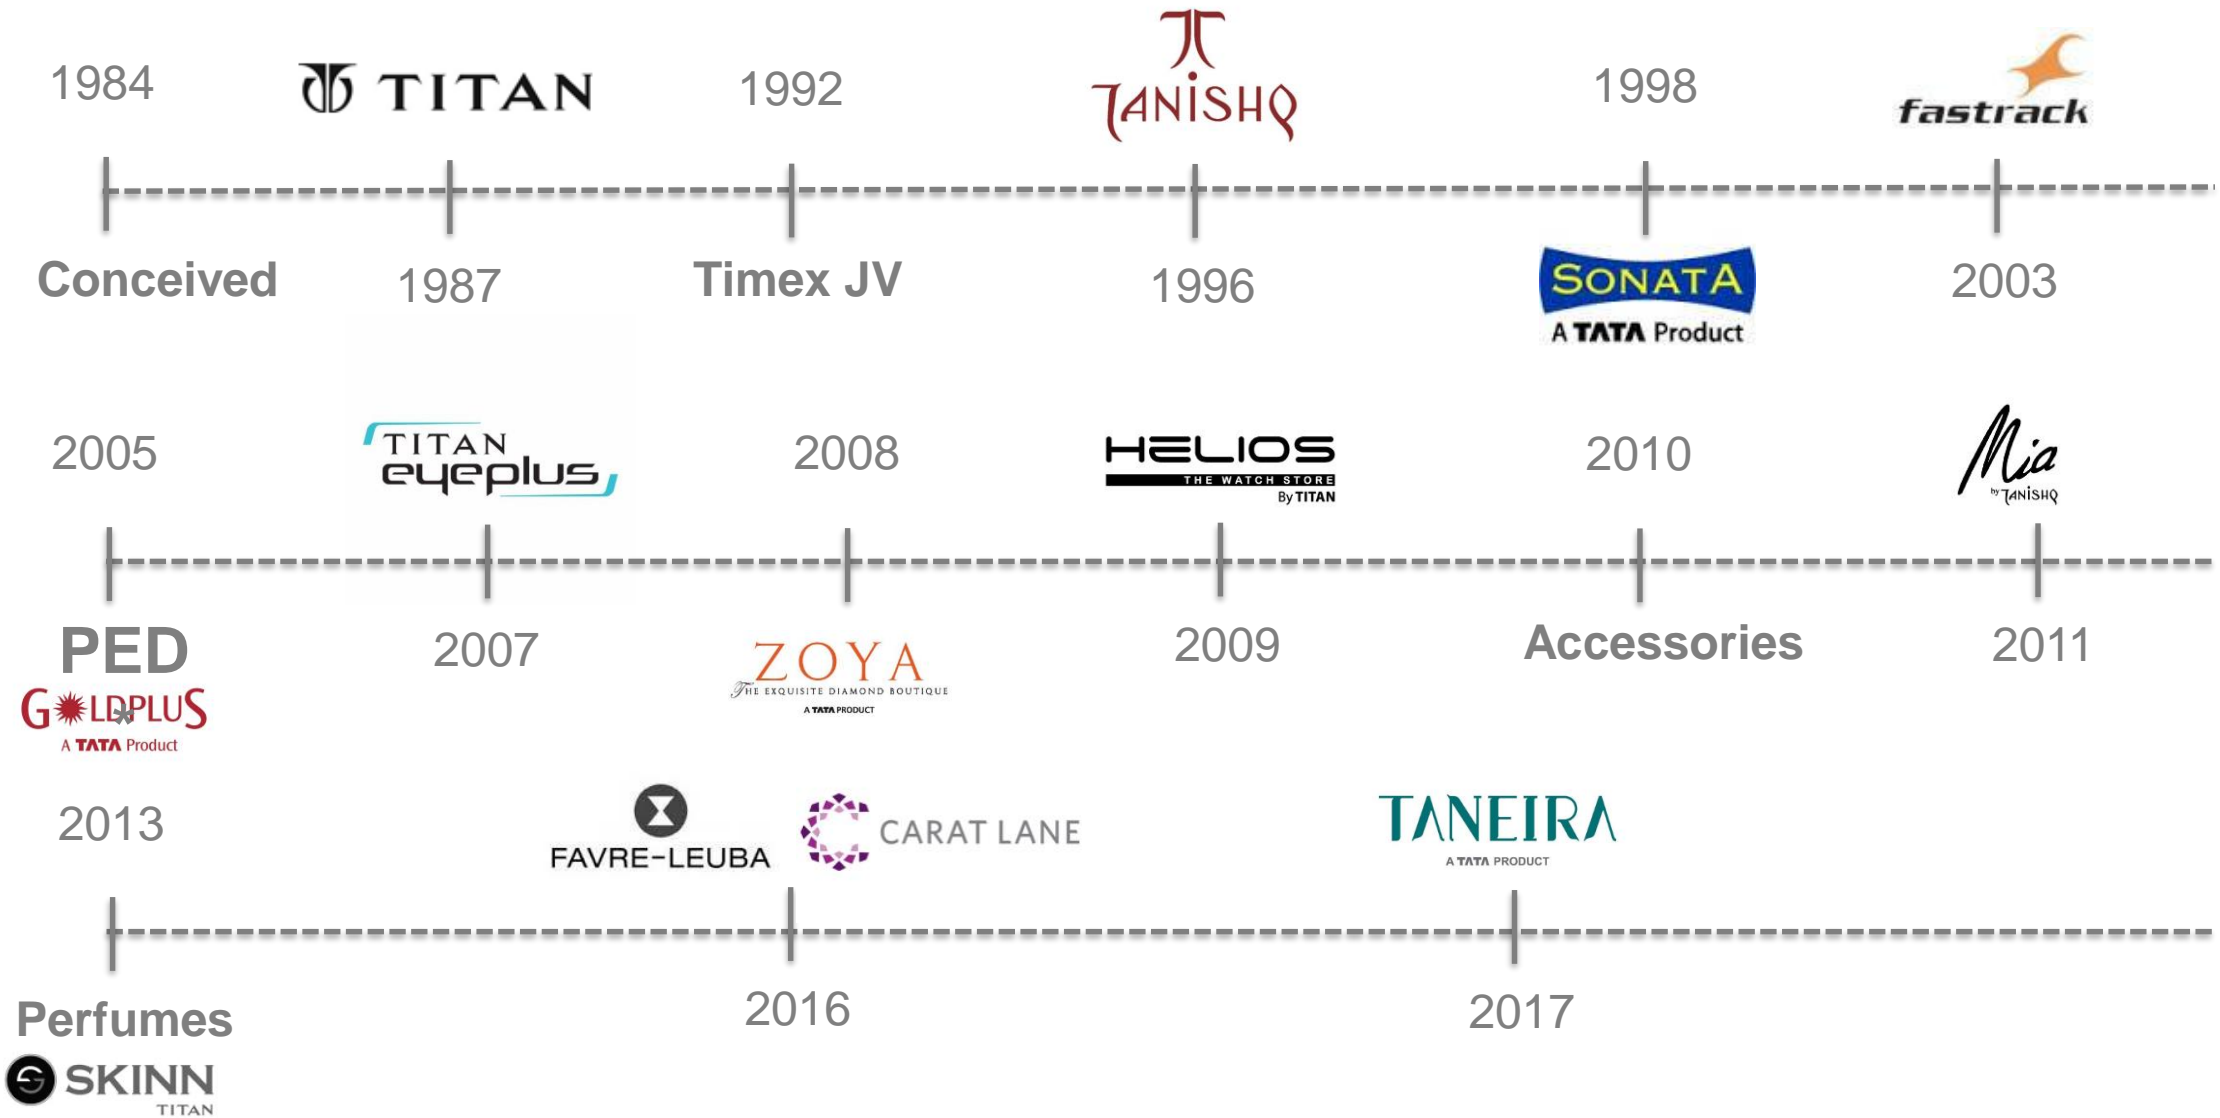 1984
TITAN
1992
TANISHQ
1998
fastrack
Conceived
1987
Timex JV
1996
SONATA
A TATA Product
2003
2005
TITAN
eyeplus
2008
HELIOS
THE WATCH STORE
By TITAN
2010
Mia
by TANISHQ
PED
GOLDPLUS
*
A TATA Product
2007
ZOYA
THE EXQUISITE DIAMOND BOUTIQUE
A TATA PRODUCT
2009
Accessories
2011
2013
FAVRE-LEUBA
CARAT LANE
TANEIRA
A TATA PRODUCT
Perfumes
SKINN
TITAN
2016
2017